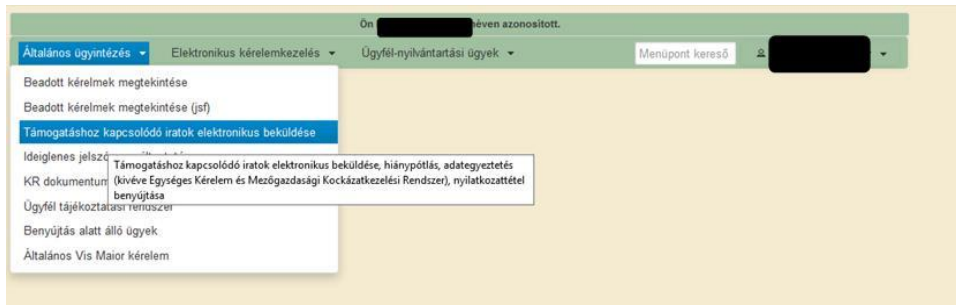 Ön néven azonosított.
Általános ügyintézés Elektronikus kérelemkezelés Ügyfél-nyilvántartási ügyek Menüpont kereső
Beadott kérelmek megtekintése
Beadott kérelmek megtekintése (jsf)
Támogatáshoz kapcsolódó iratok elektronikus beküldése
Ideiglenes
Támogatáshoz kapcsolódó iratok elektronikus beküldése, hiánypótlás, adategyeztetés
KR (kivéve Egységes Kérelem és Mezőgazdasági Kockázatkezelési Rendszer), nyilatkozattétel
benyújtása
Ügyfél tájékoztatási rendszer
Benyújtás alatt álló ügyek
Általános Vis Maior kérelem